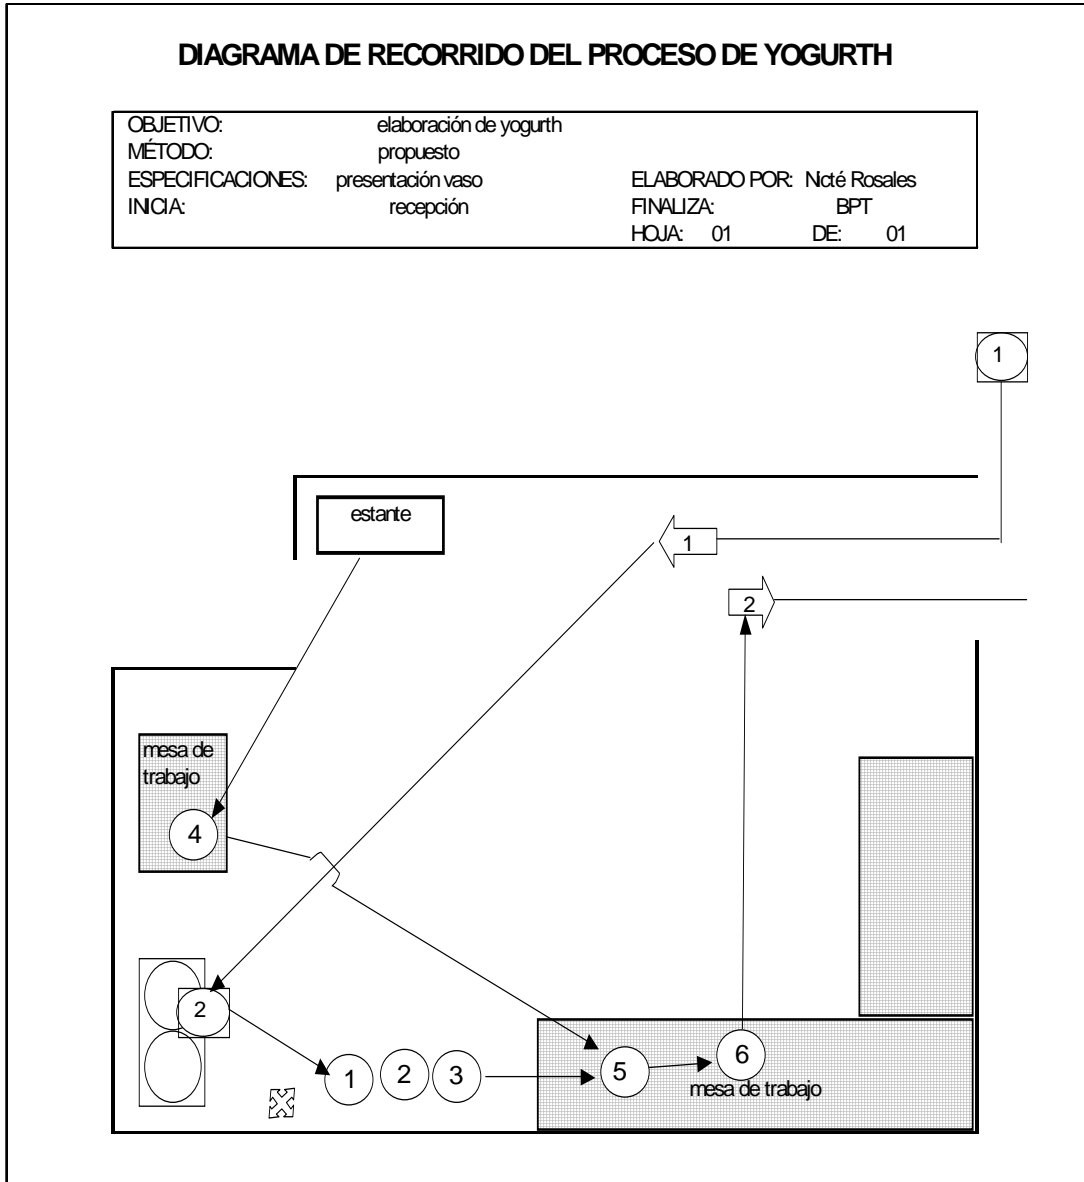 DIAGRAMA DE RECORRIDO DEL PROCESO DE YOGURTH
OBJETIVO: elaboración de yogurth
MÉTODO: propuesto
ESPECIFICACIONES: presentación vaso ELABORADO POR: Nicté Rosales
INICIA: recepción FINALIZA: BPT
HOJA: 01 DE: 01
1
estante
1
2
mesa de
trabajo
4
2
1 2 3 5 6
mesa de trabajo